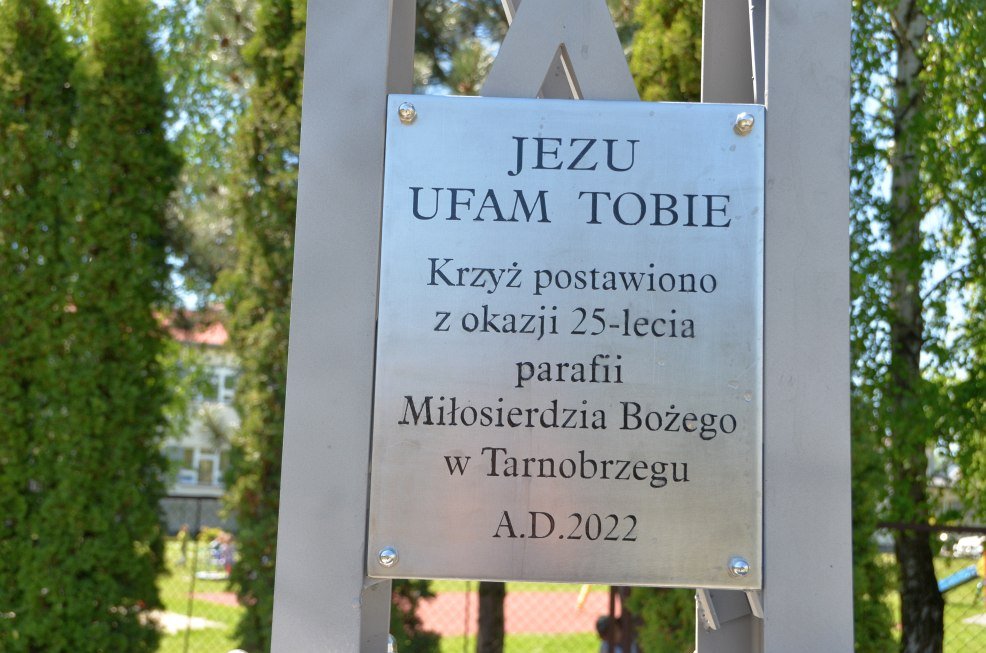 JEZU
UFAM TOBIE
Krzyż postawiono
z okazji 25-lecia
parafii
Miłosierdzia Bożego
w Tarnobrzegu
A.D.2022